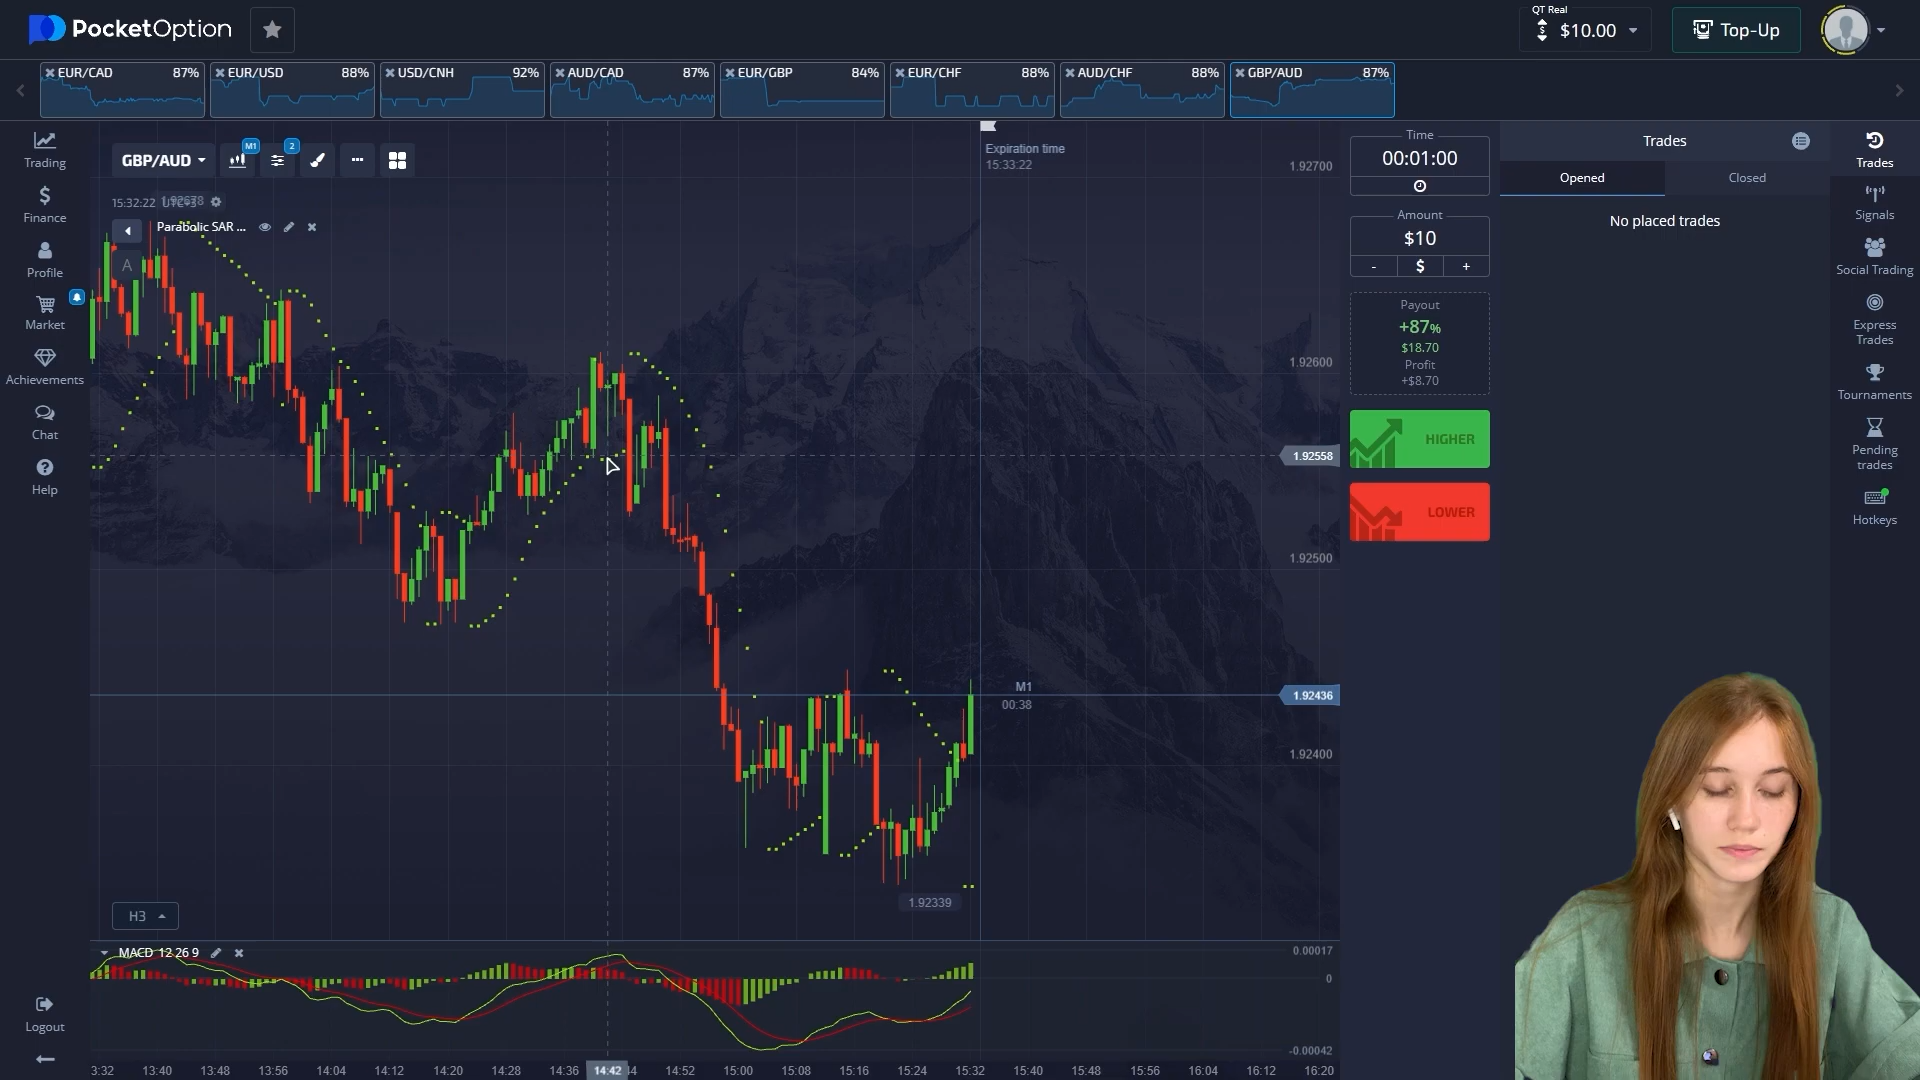 PocketOption
QT Real
$10.00
Top-Up
EUR/CAD 87%
EUR/USD 88%
USD/CNH 92%
AUD/CAD 87%
EUR/GBP 84%
EUR/CHF 88%
AUD/CHF 88%
GBP/AUD 87%
Trading
Finance
Profile
Market
Achievements
Chat
Help
Logout
GBP/AUD
M1
2
15:32:22
Parabolic SAR ...
A
Expiration time
15:33:22
1.92700
1.92600
1.92558
1.92500
M1
00:38
1.92436
1.92400
1.92339
H3
MACD 12 26 9
0.00017
0
-0.00042
3:32 13:40 13:48 13:56 14:04 14:12 14:20 14:28 14:36 14:42 44 14:52 15:00 15:08 15:16 15:24 15:32 15:40 15:48 15:56 16:04 16:12 16:20
Time
00:01:00
Amount
$10
- $ +
Payout
+87%
$18.70
Profit
+$8.70
HIGHER
LOWER
Trades
Opened Closed
No placed trades
Trades
Signals
Social Trading
Express
Trades
Tournaments
Pending
trades
Hotkeys